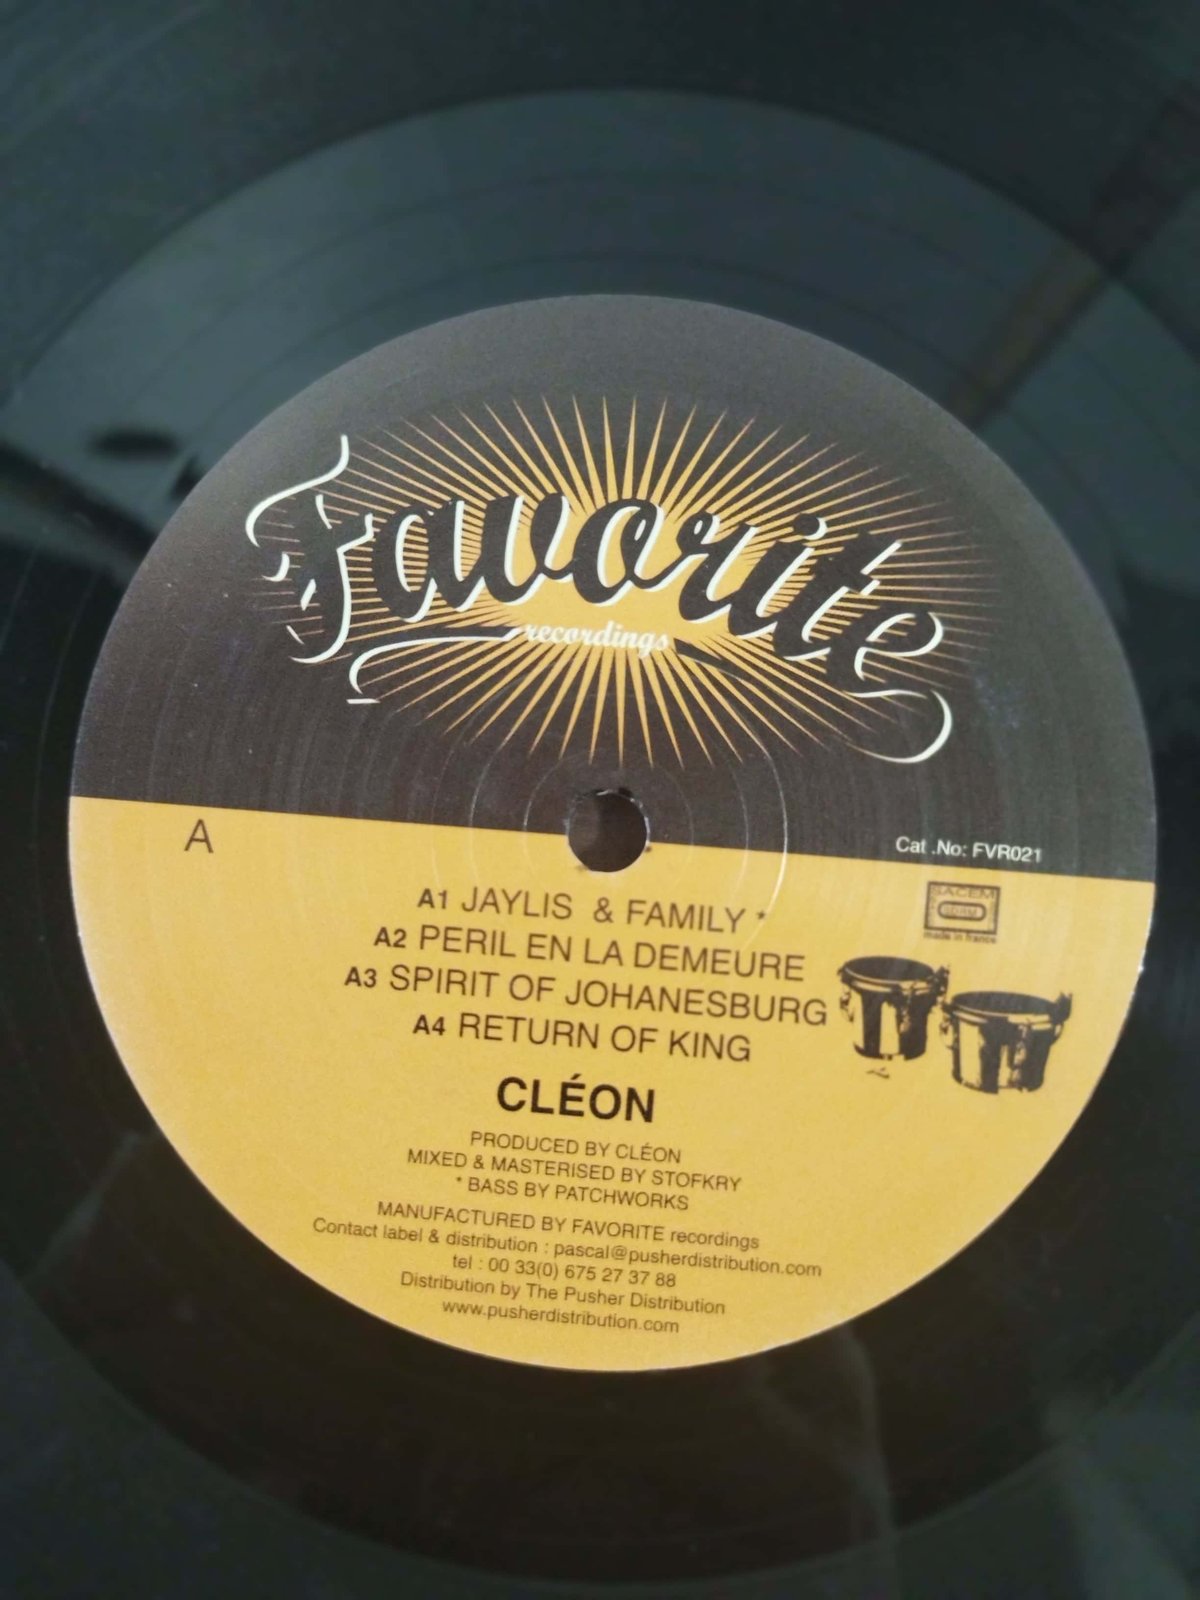 Favorite
recordings
A
Cat .No: FVR021
SACEM
made in france
A1 JAYLIS & FAMILY *
A2 PERIL EN LA DEMEURE
A3 SPIRIT OF JOHANESBURG
A4 RETURN OF KING
CLÉON
PRODUCED BY CLÉON
MIXED & MASTERISED BY STOFKRY
* BASS BY PATCHWORKS
MANUFACTURED BY FAVORITE recordings
Contact label & distribution : pascal@pusherdistribution.com
tel : 00 33(0) 675 27 37 88
Distribution by The Pusher Distribution
www.pusherdistribution.com